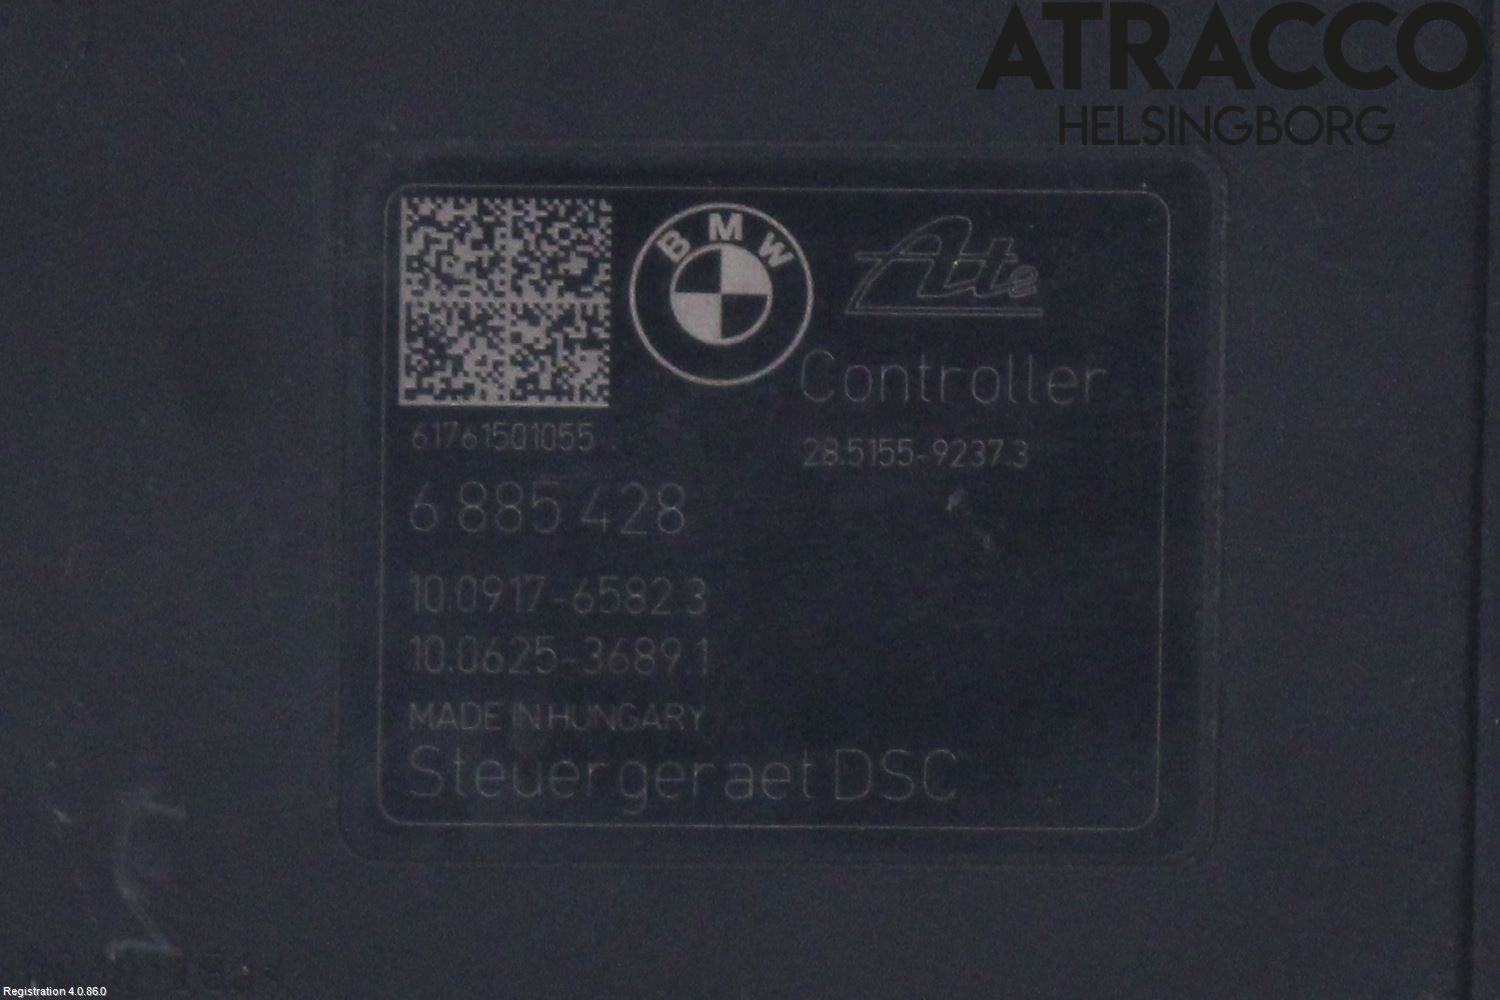 ATRACCO
HELSINGBORG
BMW
Ate
Controller
61761501055
28.5155-9237.3
6 885 428
10.0917-6582.3
10.0625-3689.1
MADE IN HUNGARY
Steuergeraet DSC
Registration 4.0.86.0